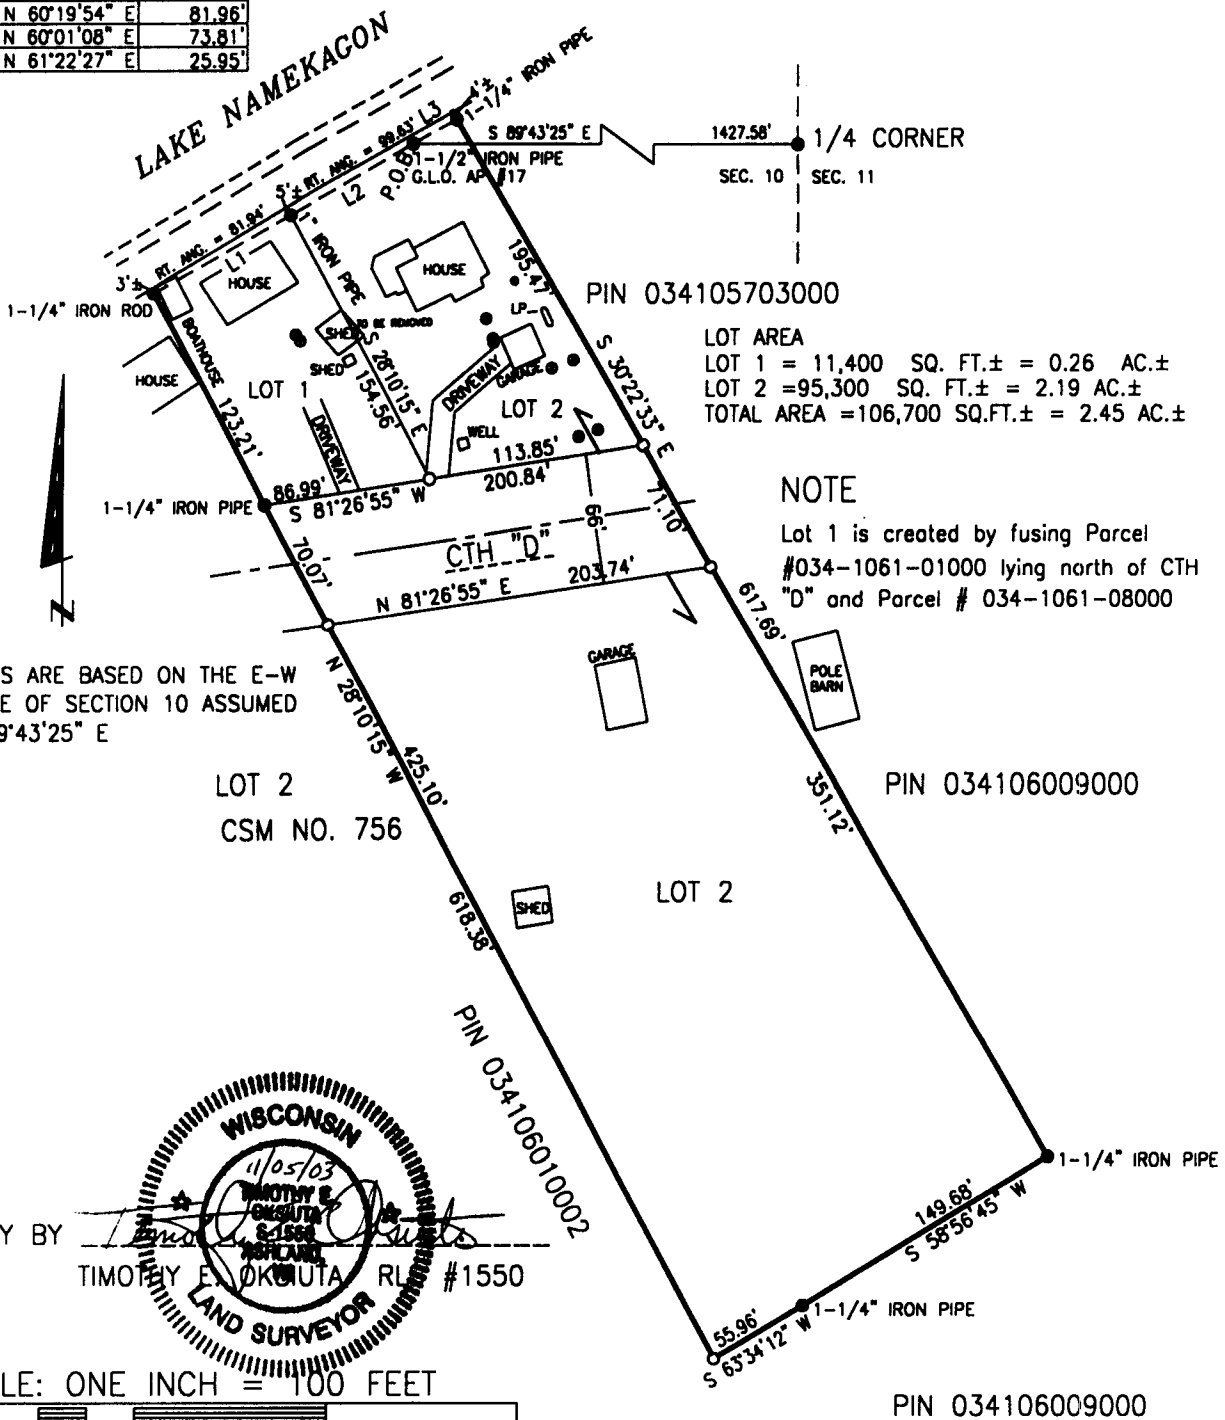 N 60°19'54" E 81.96'
N 60°01'08" E 73.81'
N 61°22'27" E 25.95'
LAKE NAMEKAGON
4'±
1-1/4" IRON PIPE
S 89°43'25" E
1427.58'
1/4 CORNER
SEC. 10
SEC. 11
L3
RT. ANG. = 99.63'
P.O.B.
1-1/2" IRON PIPE
G.L.O. AP #17
5'±
L2
RT. ANG. = 81.94'
L1
3'±
1-1/4" IRON ROD
1" IRON PIPE
HOUSE
HOUSE
195.47'
PIN 034105703000
LP
BOATHOUSE
SHED
TO BE REMOVED
SHED
HOUSE
LOT 1
S 28°10'15" E
154.56'
DRIVEWAY
GARAGE
LOT 2
S 30°22'33" E
LOT AREA
LOT 1 = 11,400 SQ. FT.± = 0.26 AC.±
LOT 2 =95,300 SQ. FT.± = 2.19 AC.±
TOTAL AREA =106,700 SQ.FT.± = 2.45 AC.±
123.21'
DRIVEWAY
WELL
113.85'
200.84'
86.99'
S 81°26'55" W
1-1/4" IRON PIPE
66'
71.10'
NOTE
Lot 1 is created by fusing Parcel
#034-1061-01000 lying north of CTH
"D" and Parcel # 034-1061-08000
70.07'
CTH "D"
203.74'
N 81°26'55" E
617.69'
N
GARAGE
POLE
BARN
S ARE BASED ON THE E-W
E OF SECTION 10 ASSUMED
9°43'25" E
N 28°10'15" W
425.10'
LOT 2
CSM NO. 756
351.12'
PIN 034106009000
LOT 2
SHED
618.38'
PIN 034106010002
1-1/4" IRON PIPE
149.68'
S 58°56'45" W
1-1/4" IRON PIPE
55.96'
S 63°34'12" W
WISCONSIN
11/05/03
TIMOTHY E.
OKSIUTA
ASHLAND,
LAND SURVEYOR
Y BY
TIMOTHY E. OKSIUTA RLS #1550
LE: ONE INCH = 100 FEET
PIN 034106009000